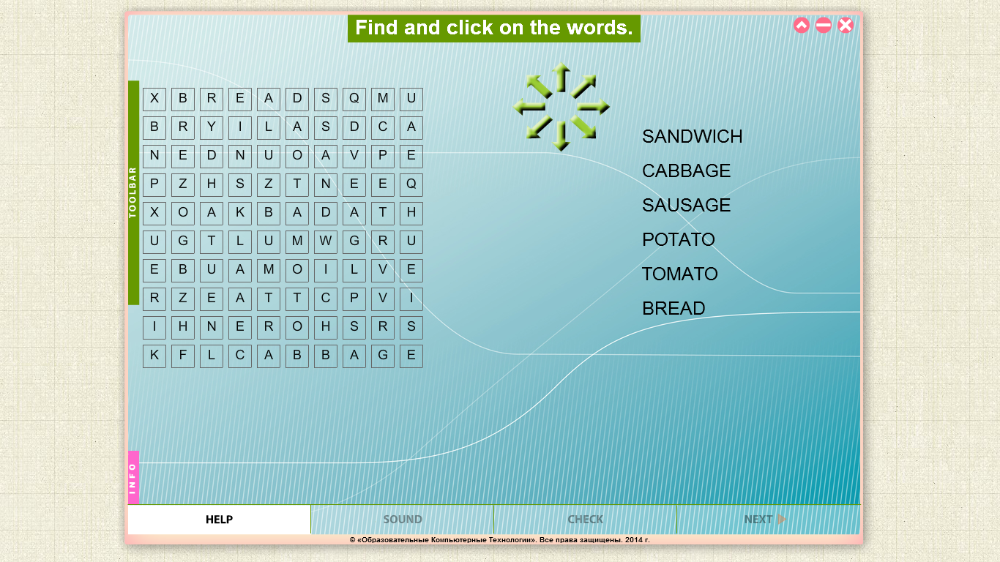 Find and click on the words.
X B R E A D S Q M U
B R Y I L A S D C A
N E D N U O A V P E
P Z H S Z T N E E Q
X O A K B A D A T H
U G T L U M W G R U
E B U A M O I L V E
R Z E A T T C P V I
I H N E R O H S R S
K F L C A B B A G E
SANDWICH
CABBAGE
SAUSAGE
POTATO
TOMATO
BREAD
TOOLBAR
INFO
HELP
SOUND
CHECK
NEXT
© «Образовательные Компьютерные Технологии». Все права защищены. 2014 г.